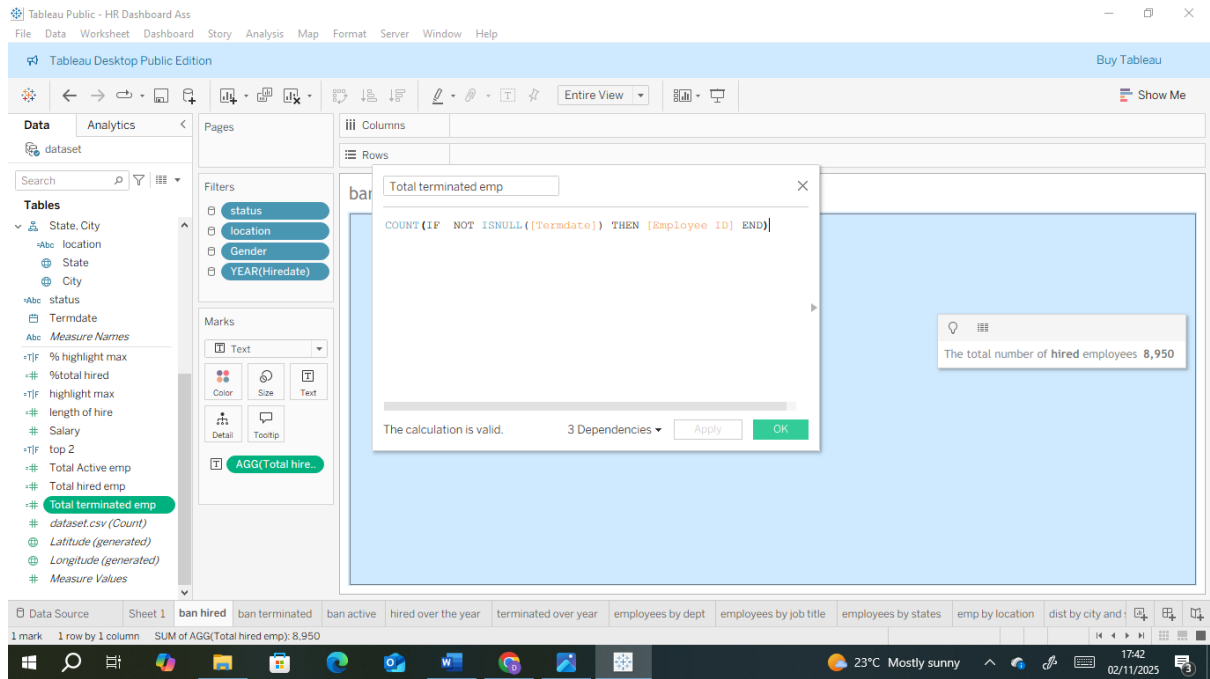 Tableau Public - HR Dashboard Ass
File Data Worksheet Dashboard Story Analysis Map Format Server Window Help
Tableau Desktop Public Edition
Buy Tableau
Entire View
Show Me
Data
Analytics
Pages
Columns
dataset
Rows
Search
Filters
Total terminated emp
ban
Tables
status
State, City
location
COUNT(IF  NOT ISNULL([Termdate]) THEN [Employee ID] END)
Abc location
Gender
State
YEAR(Hiredate)
City
Abc status
Termdate
Marks
Abc Measure Names
Text
T|F % highlight max
The total number of hired employees 8,950
%total hired
T|F highlight max
Color Size Text
length of hire
Salary
The calculation is valid.
3 Dependencies
Apply
OK
Detail Tooltip
T|F top 2
Total Active emp
AGG(Total hire..
Total hired emp
Total terminated emp
dataset.csv (Count)
Latitude (generated)
Longitude (generated)
Measure Values
Data Source Sheet 1 ban hired ban terminated ban active hired over the year terminated over year employees by dept employees by job title employees by states emp by location dist by city and
1 mark 1 row by 1 column SUM of AGG(Total hired emp): 8,950
23°C Mostly sunny
17:42
02/11/2025
3